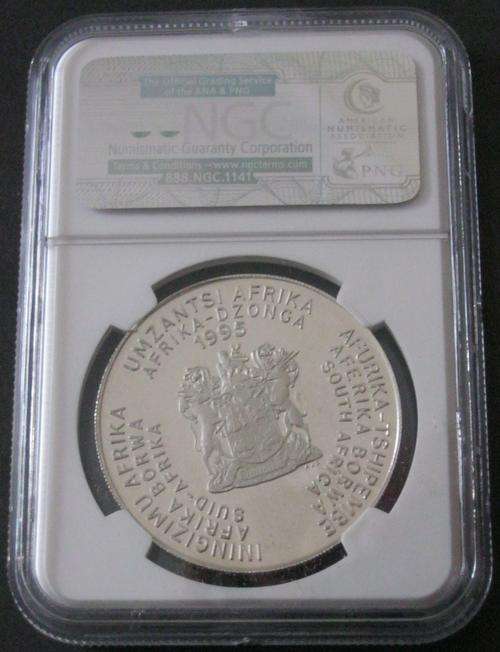 The Official Grading Service
of the ANA & PNG
NGC
Numismatic Guaranty Corporation
Terms & Conditions - www.ngcterms.com
888.NGC.1141
AMERICAN
NUMISMATIC
ASSOCIATION
PNG
UMZANTSI AFRIKA
AFRIKA-DZONGA
1995
AFURIKA-TSHIPEMBE
AFERIKA BORWA
SOUTH AFRICA
ININGIZIMU AFRIKA
AFRIKA BORWA
SUID-AFRIKA